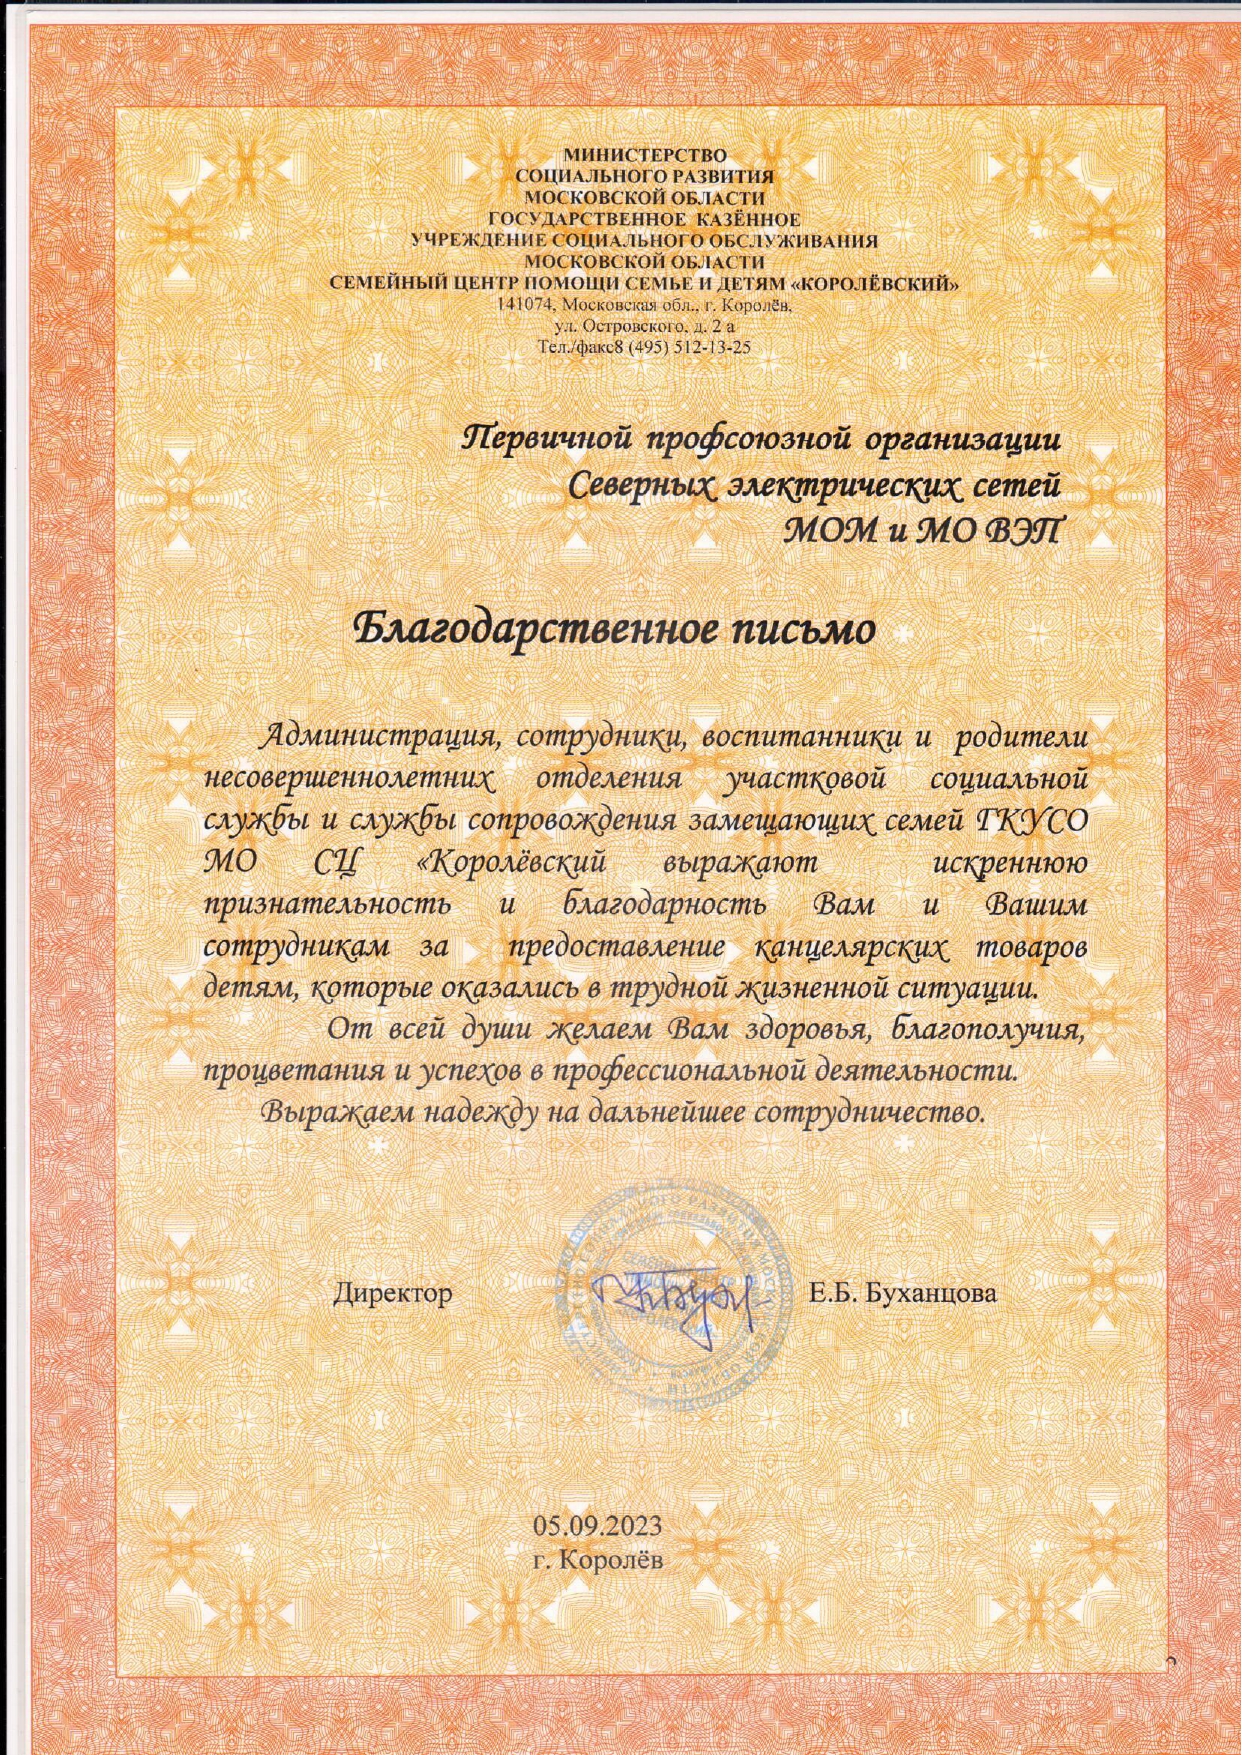 МИНИСТЕРСТВО
СОЦИАЛЬНОГО РАЗВИТИЯ
МОСКОВСКОЙ ОБЛАСТИ
ГОСУДАРСТВЕННОЕ КАЗЁННОЕ
УЧРЕЖДЕНИЕ СОЦИАЛЬНОГО ОБСЛУЖИВАНИЯ
МОСКОВСКОЙ ОБЛАСТИ
СЕМЕЙНЫЙ ЦЕНТР ПОМОЩИ СЕМЬЕ И ДЕТЯМ «КОРОЛЁВСКИЙ»
141074, Московская обл., г. Королёв,
ул. Островского, д. 2 а
Тел./факс8 (495) 512-13-25
Первичной профсоюзной организации
Северных электрических сетей
МОМ и МО ВЭП
Благодарственное письмо
Администрация, сотрудники, воспитанники и родители
несовершеннолетних отделения участковой социальной
службы и службы сопровождения замещающих семей ГКУСО
МО СЦ «Королёвский выражают искреннюю
признательность и благодарность Вам и Вашим
сотрудникам за предоставление канцелярских товаров
детям, которые оказались в трудной жизненной ситуации.
От всей души желаем Вам здоровья, благополучия,
процветания и успехов в профессиональной деятельности.
Выражаем надежду на дальнейшее сотрудничество.
Директор
Е.Б. Буханцова
05.09.2023
г. Королёв